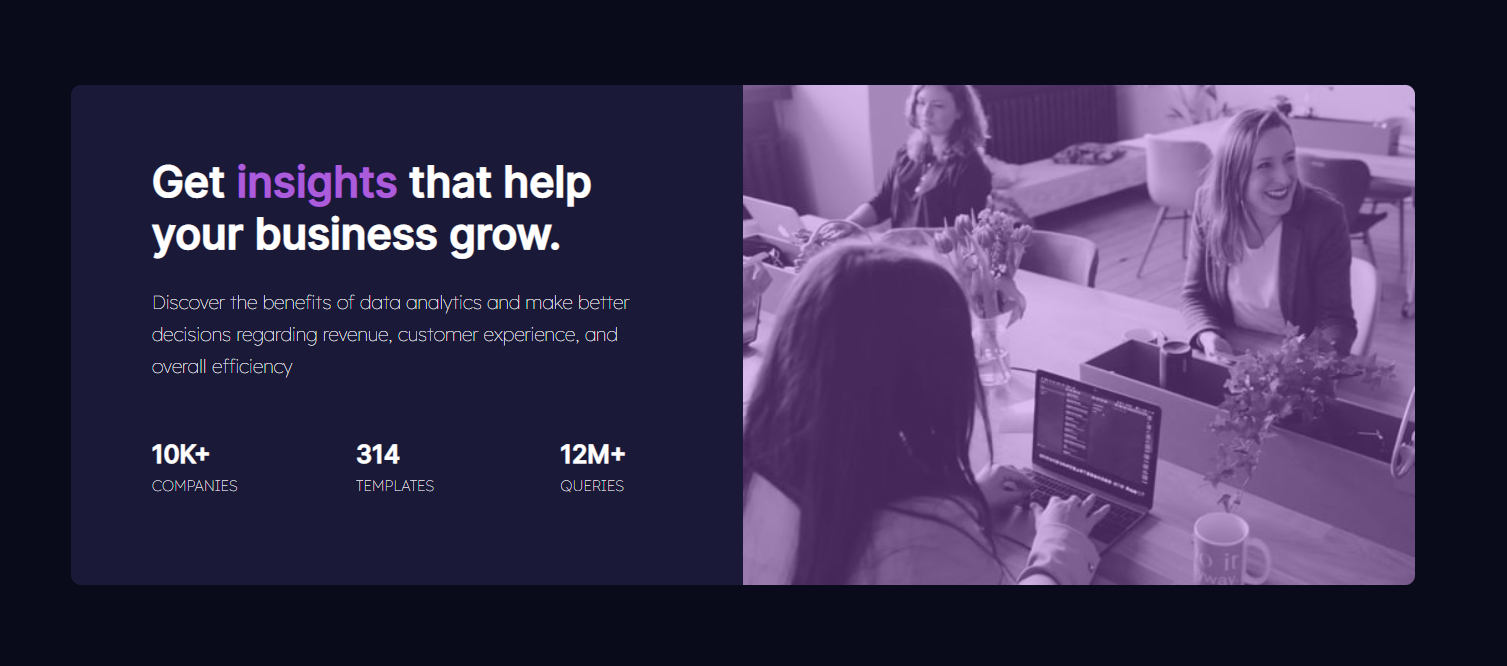 Get insights that help
your business grow.
Discover the benefits of data analytics and make better
decisions regarding revenue, customer experience, and
overall efficiency
10K+ 314 12M+
COMPANIES TEMPLATES QUERIES